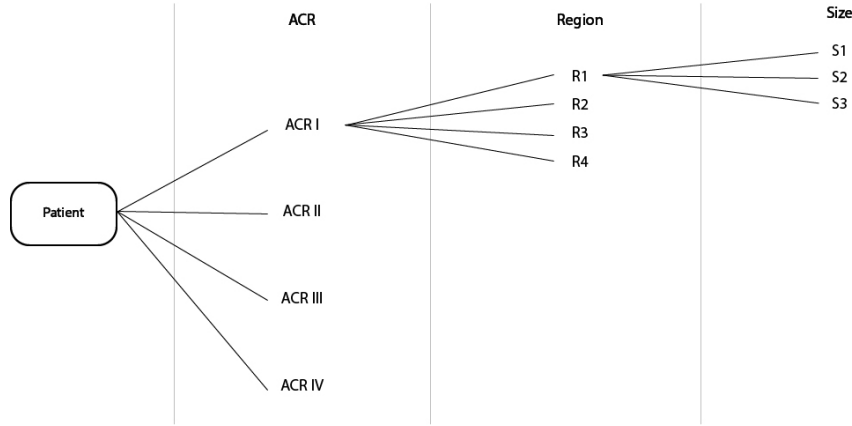 ACR
Region
Size
Patient
ACR I
ACR II
ACR III
ACR IV
R1
R2
R3
R4
S1
S2
S3